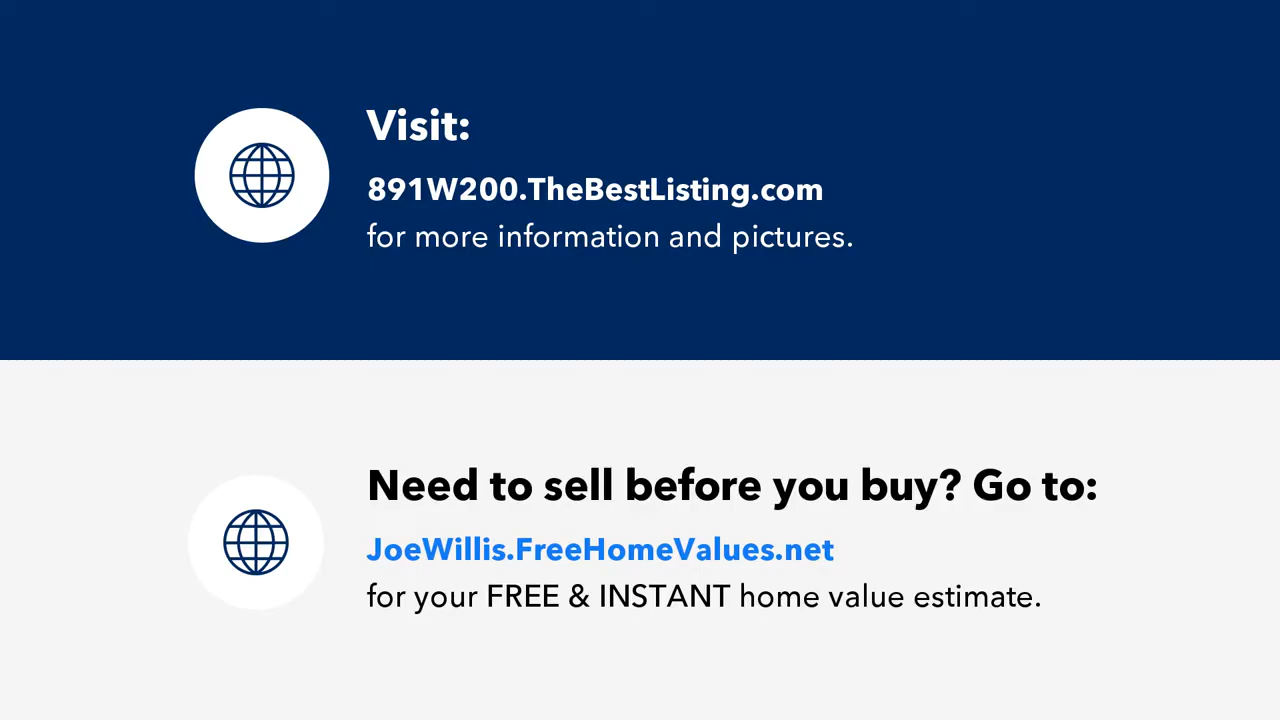 Visit:
891W200.TheBestListing.com
for more information and pictures.
Need to sell before you buy? Go to:
JoeWillis.FreeHomeValues.net
for your FREE & INSTANT home value estimate.